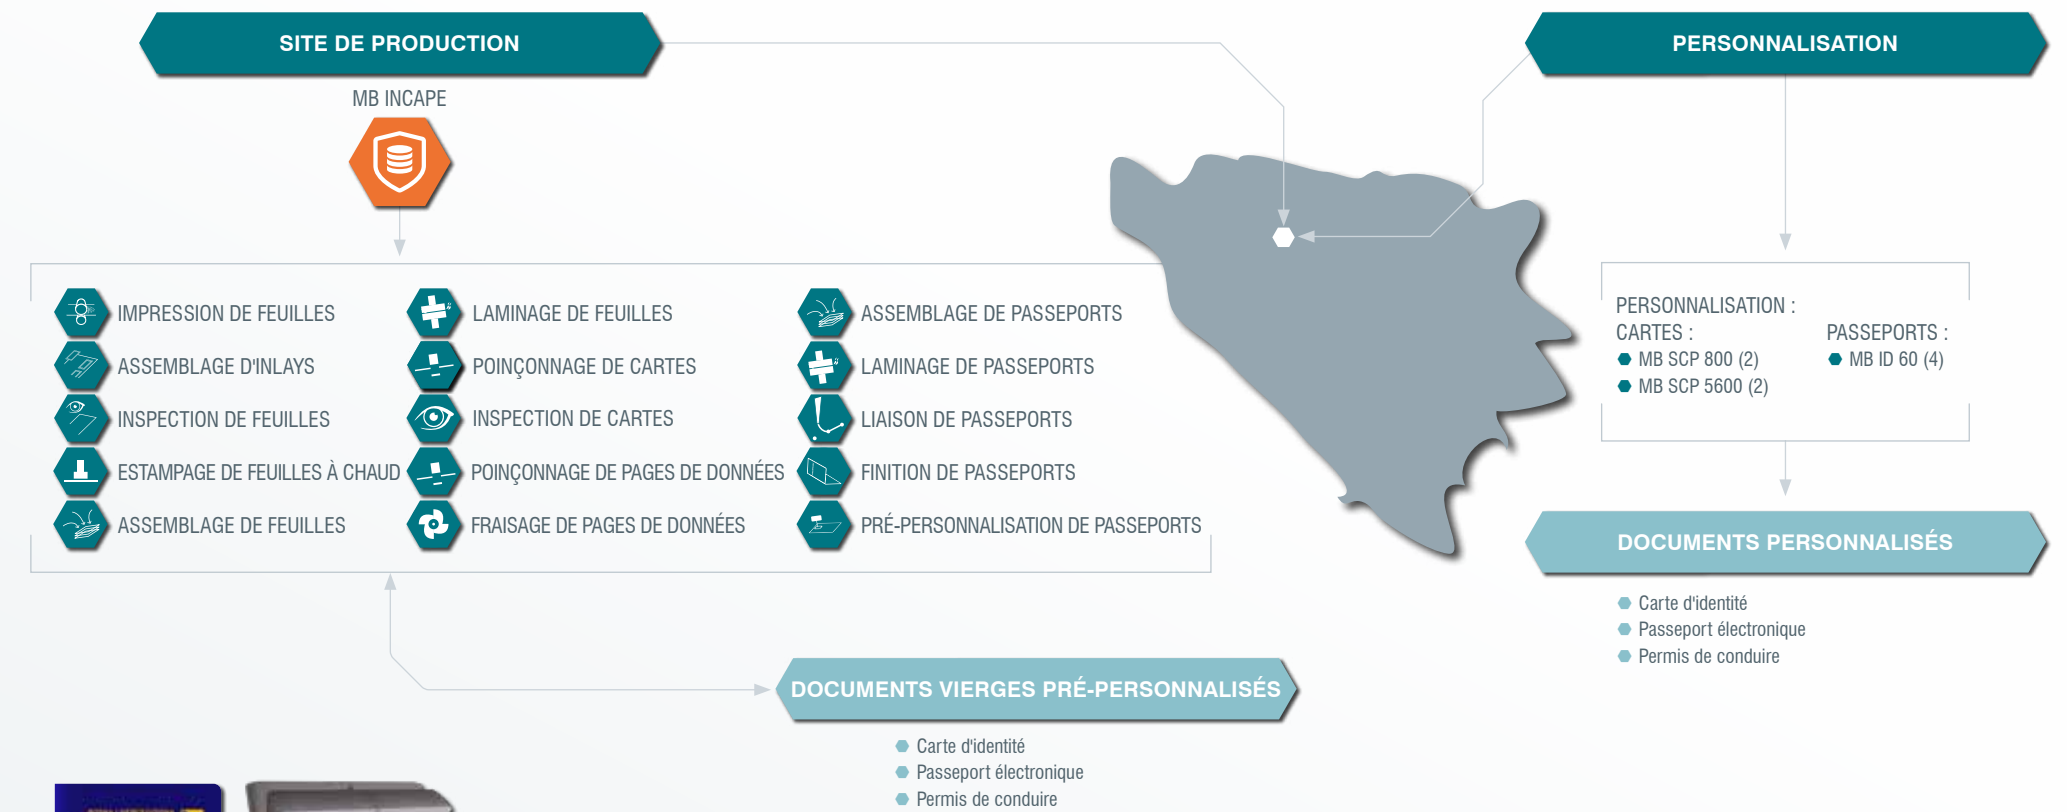 SITE DE PRODUCTION
MB INCAPE
IMPRESSION DE FEUILLES
ASSEMBLAGE D'INLAYS
INSPECTION DE FEUILLES
ESTAMPAGE DE FEUILLES À CHAUD
ASSEMBLAGE DE FEUILLES
LAMINAGE DE FEUILLES
POINÇONNAGE DE CARTES
INSPECTION DE CARTES
POINÇONNAGE DE PAGES DE DONNÉES
FRAISAGE DE PAGES DE DONNÉES
ASSEMBLAGE DE PASSEPORTS
LAMINAGE DE PASSEPORTS
LIAISON DE PASSEPORTS
FINITION DE PASSEPORTS
PRÉ-PERSONNALISATION DE PASSEPORTS
DOCUMENTS VIERGES PRÉ-PERSONNALISÉS
Carte d'identité
Passeport électronique
Permis de conduire
PERSONNALISATION
PERSONNALISATION :
CARTES :
MB SCP 800 (2)
MB SCP 5600 (2)
PASSEPORTS :
MB ID 60 (4)
DOCUMENTS PERSONNALISÉS
Carte d'identité
Passeport électronique
Permis de conduire